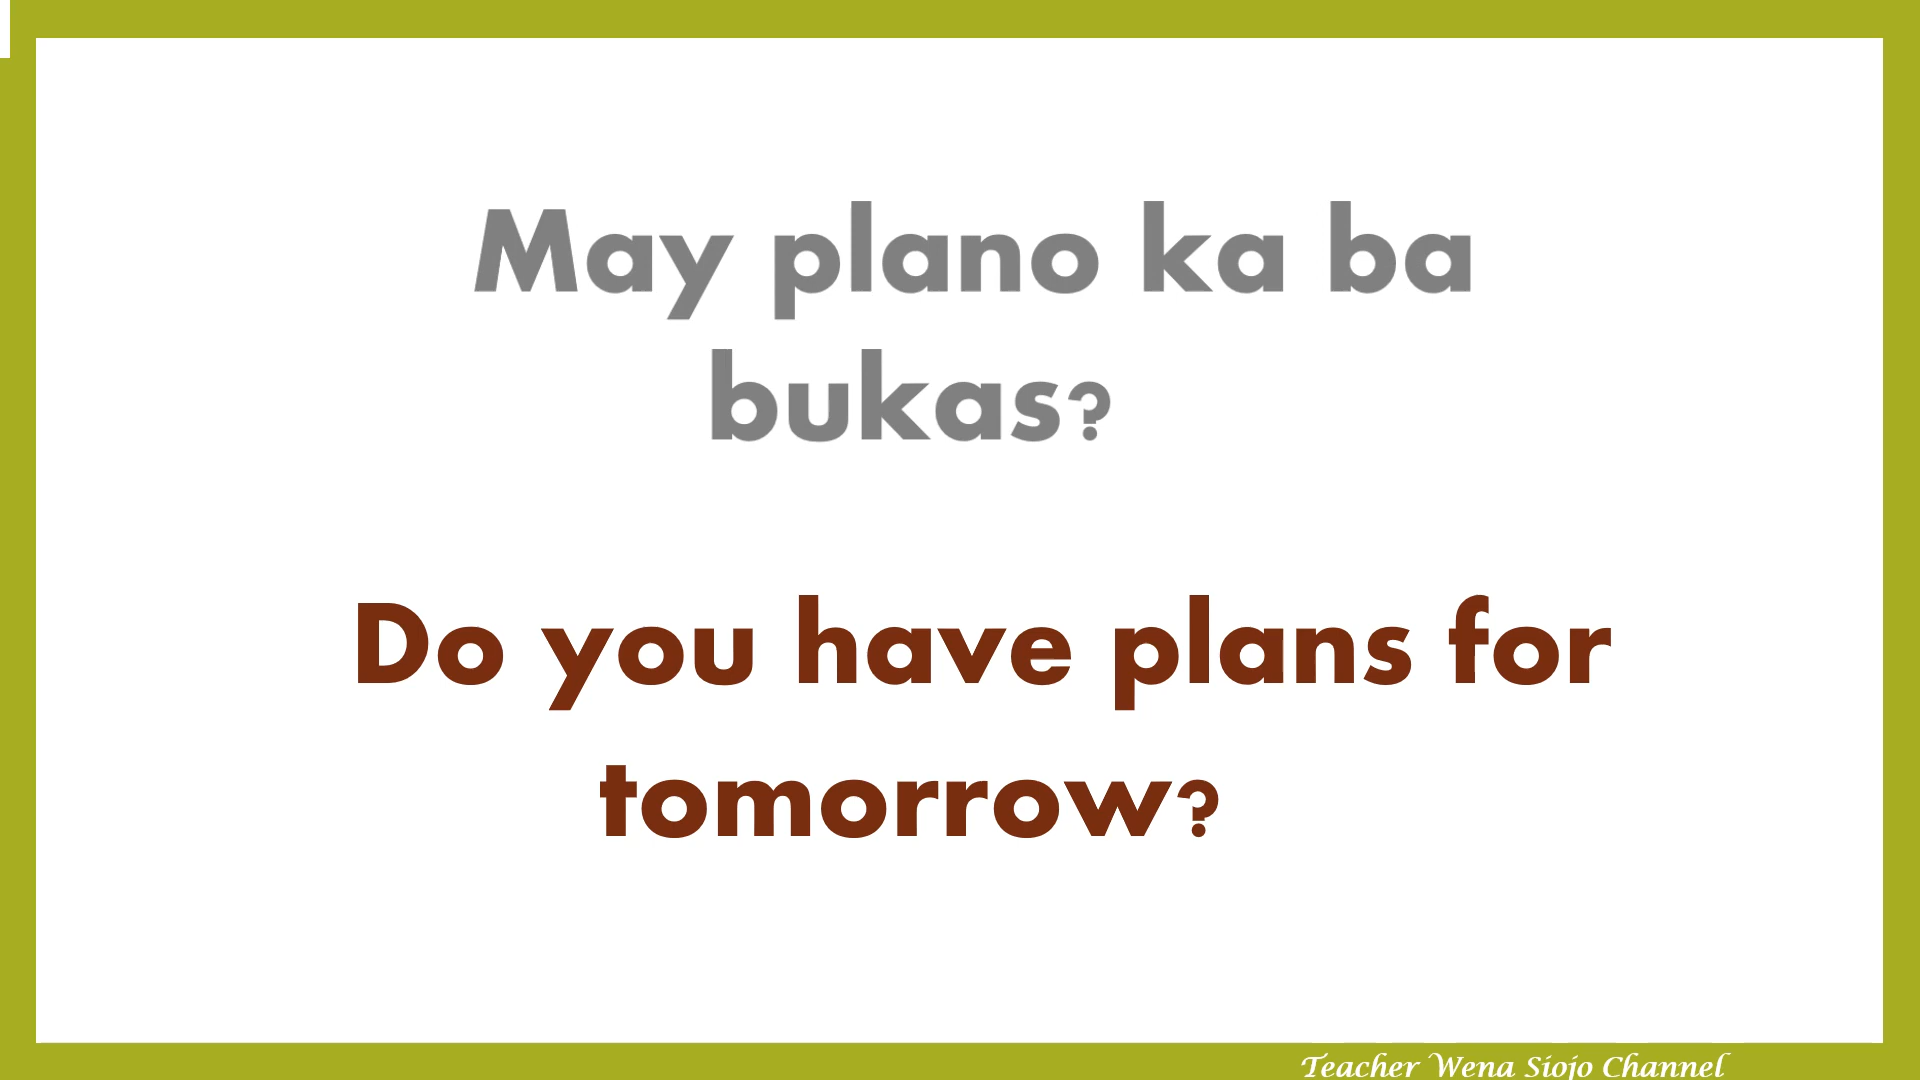 May plano ka ba
bukas?
Do you have plans for
tomorrow?
Teacher Wena Siojo Channel